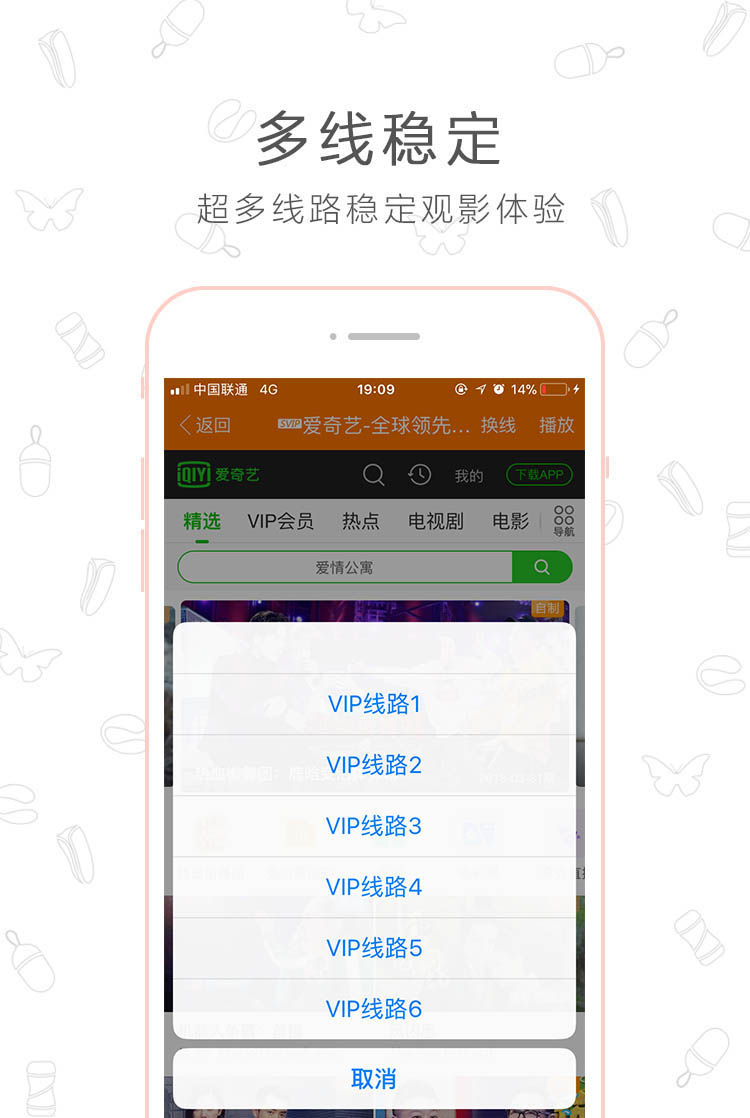 多线稳定
超多线路稳定观影体验
中国联通 4G 19:09 14%
返回 SVIP 爱奇艺-全球领先... 换线 播放
iQIYI 爱奇艺 我的 下载APP
精选 VIP会员 热点 电视剧 电影 导航
爱情公寓
自制
VIP线路1
VIP线路2
VIP线路3
VIP线路4
VIP线路5
VIP线路6
取消